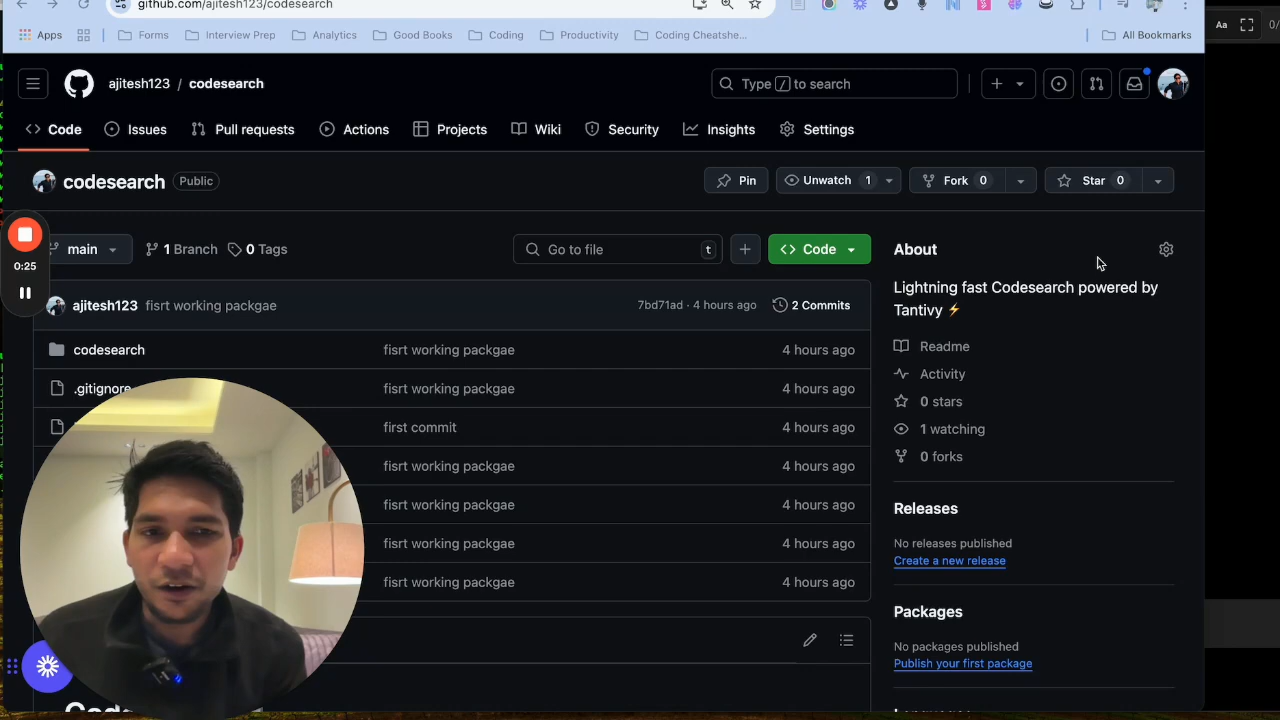 github.com/ajitesh123/codesearch
Aa
0/
Apps
Forms
Interview Prep
Analytics
Good Books
Coding
Productivity
Coding Cheatshe...
All Bookmarks
ajitesh123 / codesearch
Type / to search
Code
Issues
Pull requests
Actions
Projects
Wiki
Security
Insights
Settings
codesearch
Public
Pin
Unwatch 1
Fork 0
Star 0
0:25
main
1 Branch
0 Tags
Go to file
t
Code
About
Lightning fast Codesearch powered by
Tantivy ⚡
ajitesh123 fisrt working packgae
7bd71ad · 4 hours ago
2 Commits
codesearch fisrt working packgae 4 hours ago
.gitignore fisrt working packgae 4 hours ago
first commit 4 hours ago
fisrt working packgae 4 hours ago
fisrt working packgae 4 hours ago
fisrt working packgae 4 hours ago
fisrt working packgae 4 hours ago
Readme
Activity
0 stars
1 watching
0 forks
Releases
No releases published
Create a new release
Packages
No packages published
Publish your first package